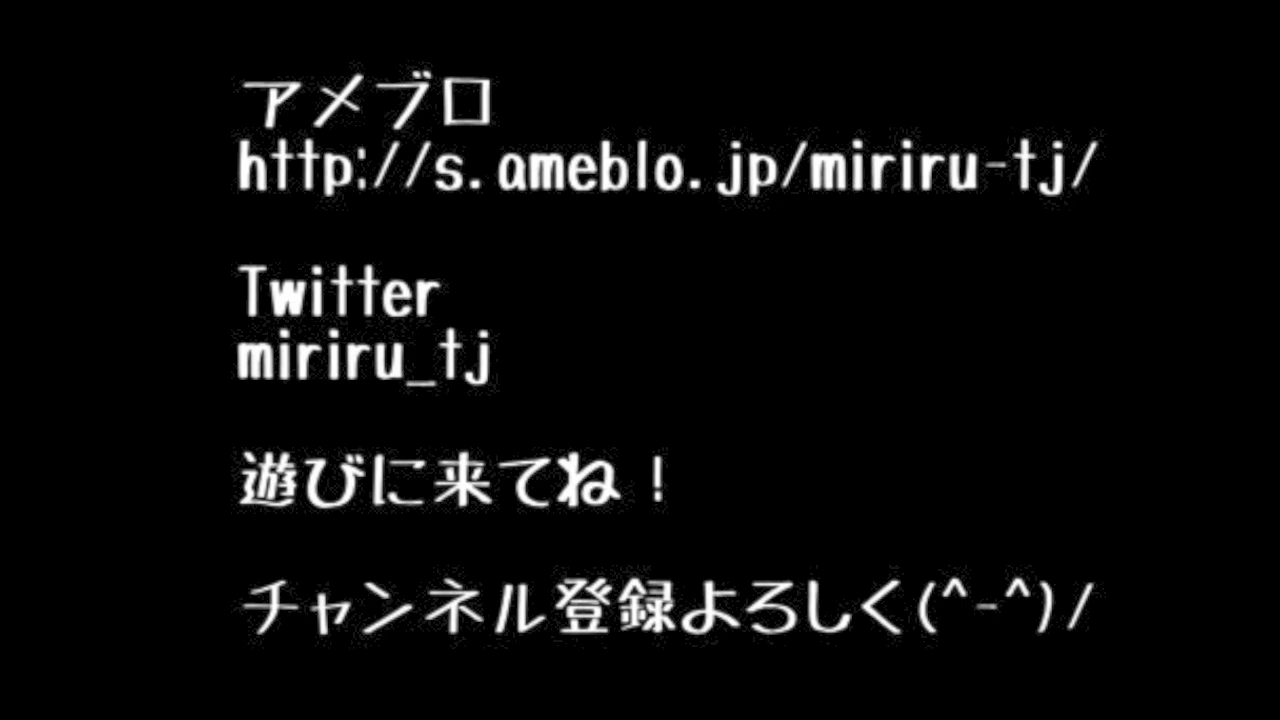 アメブロ
http://s.ameblo.jp/miriru-tj/
Twitter
miriru_tj
遊びに来てね！
チャンネル登録よろしく(^-^)/